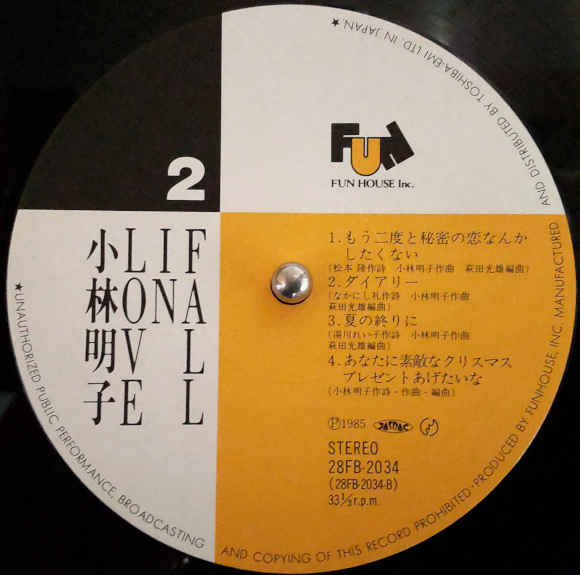 2
FUN
FUN HOUSE Inc.
FALL
IN
LOVE
小林明子
1.もう二度と秘密の恋なんか
したくない
(松本 隆作詩 小林明子作曲 萩田光雄編曲)
2.ダイアリー
(なかにし礼作詩 小林明子作曲
萩田光雄編曲)
3.夏の終りに
(湯川れい子作詩 小林明子作曲
萩田光雄編曲)
4.あなたに素敵なクリスマス
プレゼントあげたいな
(小林明子作詩・作曲・編曲)
Ⓟ1985 JASRAC
STEREO
28FB-2034
(28FB-2034-B)
33⅓r.p.m.
★UNAUTHORIZED PUBLIC PERFORMANCE, BROADCASTING AND COPYING OF THIS RECORD PROHIBITED·PRODUCED BY FUNHOUSE, INC. MANUFACTURED AND DISTRIBUTED BY TOSHIBA-EMI LTD. IN JAPAN.★